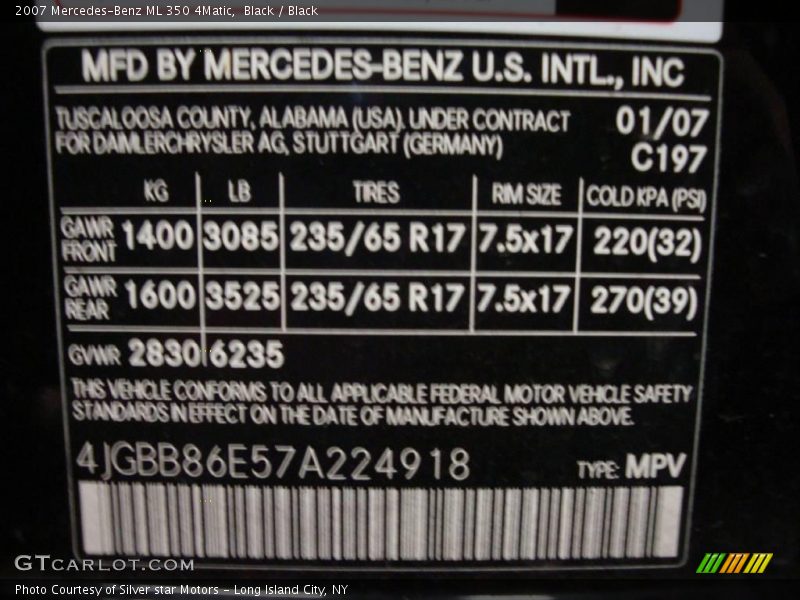 2007 Mercedes-Benz ML 350 4Matic, Black / Black
MFD BY MERCEDES-BENZ U.S. INTL., INC
TUSCALOOSA COUNTY, ALABAMA (USA), UNDER CONTRACT 01/07
FOR DAIMLERCHRYSLER AG, STUTTGART (GERMANY) C197
KG LB TIRES RIM SIZE COLD KPA (PSI)
GAWR FRONT 1400 3085 235/65 R17 7.5x17 220(32)
GAWR REAR 1600 3525 235/65 R17 7.5x17 270(39)
GVWR 2830 6235
THIS VEHICLE CONFORMS TO ALL APPLICABLE FEDERAL MOTOR VEHICLE SAFETY
STANDARDS IN EFFECT ON THE DATE OF MANUFACTURE SHOWN ABOVE.
4JGBB86E57A224918 TYPE: MPV
GTCARLOT.COM
Photo Courtesy of Silver star Motors - Long Island City, NY